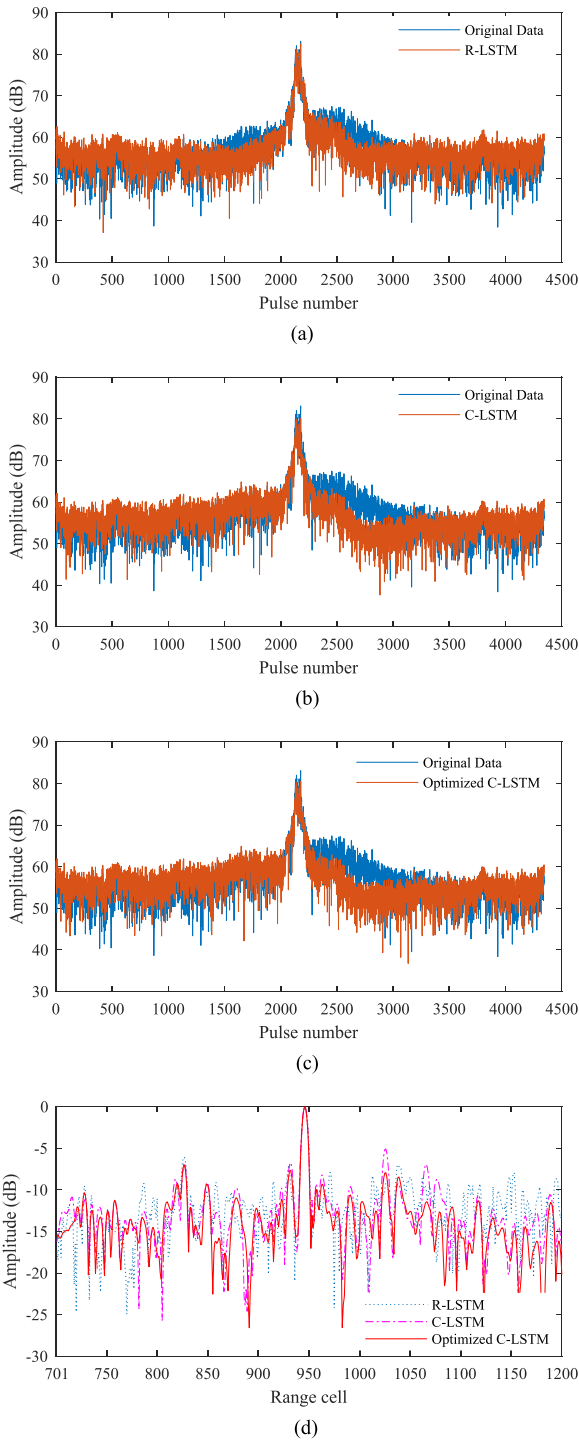 90
80
70
60
50
40
30
Amplitude (dB)
Original Data
R-LSTM
0 500 1000 1500 2000 2500 3000 3500 4000 4500
Pulse number
(a)
90
80
70
60
50
40
30
Amplitude (dB)
Original Data
C-LSTM
0 500 1000 1500 2000 2500 3000 3500 4000 4500
Pulse number
(b)
90
80
70
60
50
40
30
Amplitude (dB)
Original Data
Optimized C-LSTM
0 500 1000 1500 2000 2500 3000 3500 4000 4500
Pulse number
(c)
0
-5
-10
-15
-20
-25
-30
Amplitude (dB)
R-LSTM
C-LSTM
Optimized C-LSTM
701 750 800 850 900 950 1000 1050 1100 1150 1200
Range cell
(d)